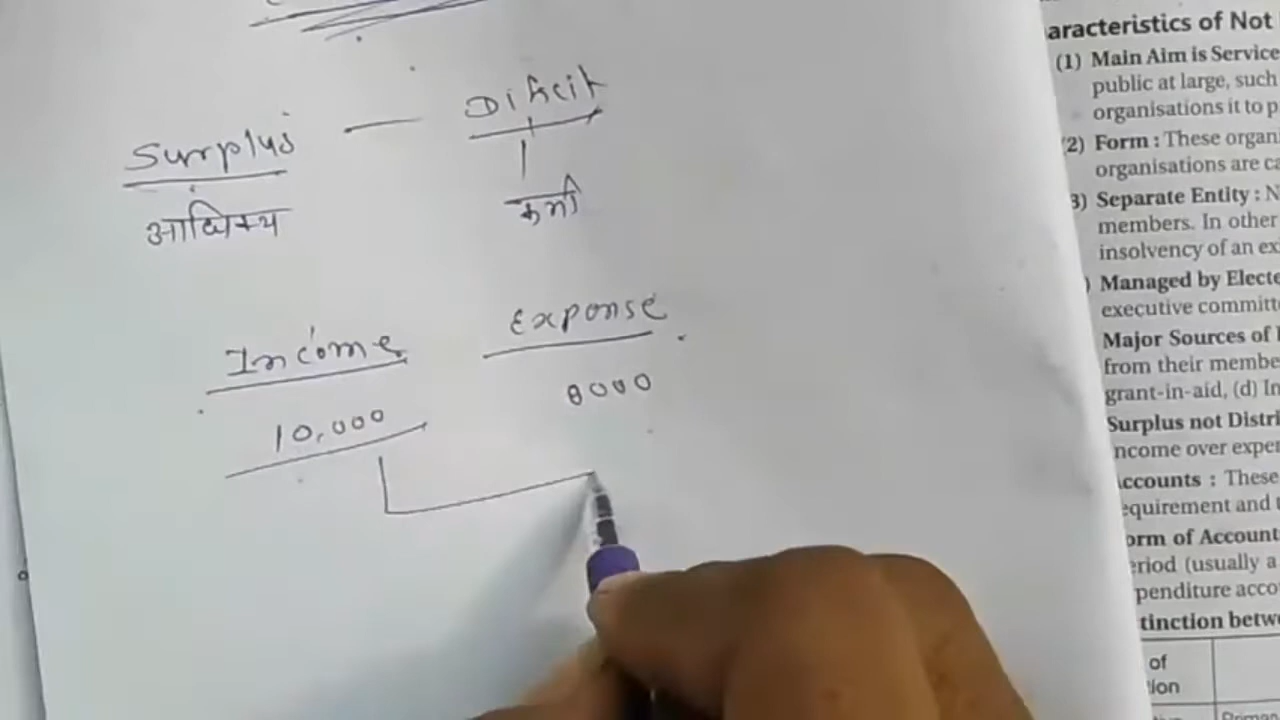 Surplus — Dificit
आधिक्य
कमी
Income Expense
10,000 8000
aracteristics of Not
(1) Main Aim is Service
public at large, such
organisations it to p
2) Form : These organ
organisations are ca
3) Separate Entity : N
members. In other
insolvency of an ex
) Managed by Electe
executive committ
Major Sources of
from their membe
grant-in-aid, (d) In
Surplus not Distri
ncome over exper
ccounts : These
equirement and
orm of Account
eriod (usually a
penditure acco
tinction betw
of
tion